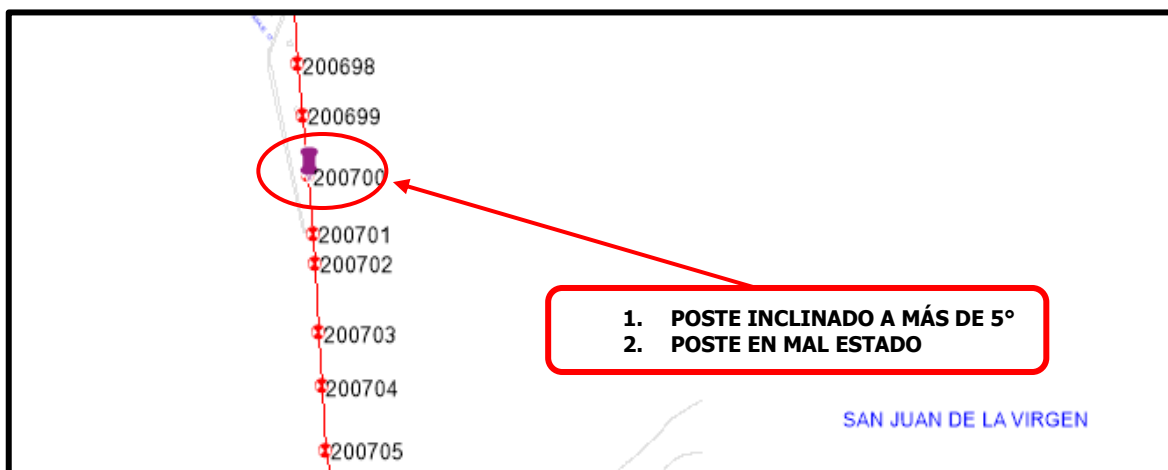 200698
200699
200700
200701
200702
1. POSTE INCLINADO A MÁS DE 5°
2. POSTE EN MAL ESTADO
200703
200704
SAN JUAN DE LA VIRGEN
200705